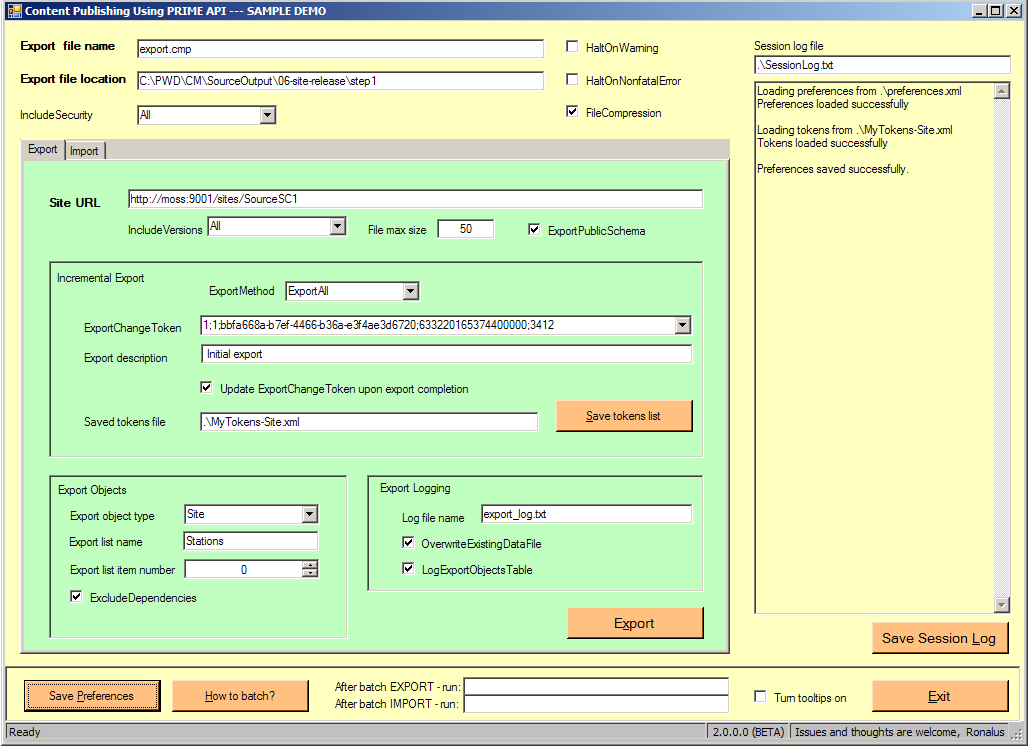 Content Publishing Using PRIME API --- SAMPLE DEMO
Export file name
export.cmp
HaltOnWarning
Session log file
.\SessionLog.txt
Export file location
C:\PWD\CM\SourceOutput\06-site-release\step1
HaltOnNonfatalError
IncludeSecurity
All
FileCompression
Loading preferences from .\preferences.xml
Preferences loaded successfully
Loading tokens from .\MyTokens-Site.xml
Tokens loaded successfully
Preferences saved successfully.
Export
Import
Site URL
http://moss:9001/sites/SourceSC1
IncludeVersions
All
File max size
50
ExportPublicSchema
Incremental Export
ExportMethod
ExportAll
ExportChangeToken
1;1;bbfa668a-b7ef-4466-b36a-e3f4ae3d6720;633220165374400000;3412
Export description
Initial export
Update ExportChangeToken upon export completion
Saved tokens file
.\MyTokens-Site.xml
Save tokens list
Export Objects
Export object type
Site
Export list name
Stations
Export list item number
0
ExcludeDependencies
Export Logging
Log file name
export_log.txt
OverwriteExistingDataFile
LogExportObjectsTable
Export
Save Session Log
Save Preferences
How to batch?
After batch EXPORT - run:
After batch IMPORT - run:
Turn tooltips on
Exit
Ready
2.0.0.0 (BETA)
Issues and thoughts are welcome, Ronalus